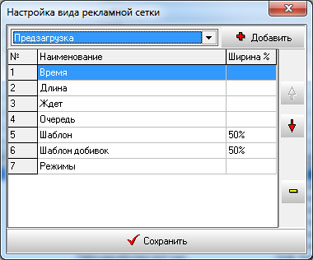 Настройка вида рекламной сетки
Предзагрузка Добавить
№ Наименование Ширина %
1 Время
2 Длина
3 Ждет
4 Очередь
5 Шаблон 50%
6 Шаблон добивок 50%
7 Режимы
Сохранить